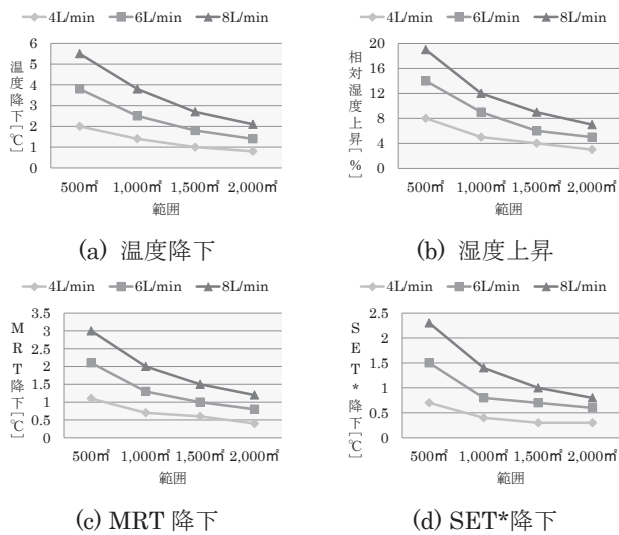 4L/min 6L/min 8L/min
温度降下[℃]
6
5
4
3
2
1
0
500㎡ 1,000㎡ 1,500㎡ 2,000㎡
範囲
(a) 温度降下
4L/min 6L/min 8L/min
相対湿度上昇[%]
20
16
12
8
4
0
500㎡ 1,000㎡ 1,500㎡ 2,000㎡
範囲
(b) 湿度上昇
4L/min 6L/min 8L/min
MRT降下[℃]
3.5
3
2.5
2
1.5
1
0.5
0
500㎡ 1,000㎡ 1,500㎡ 2,000㎡
範囲
(c) MRT 降下
4L/min 6L/min 8L/min
SET*降下[℃]
2.5
2
1.5
1
0.5
0
500㎡ 1,000㎡ 1,500㎡ 2,000㎡
範囲
(d) SET*降下